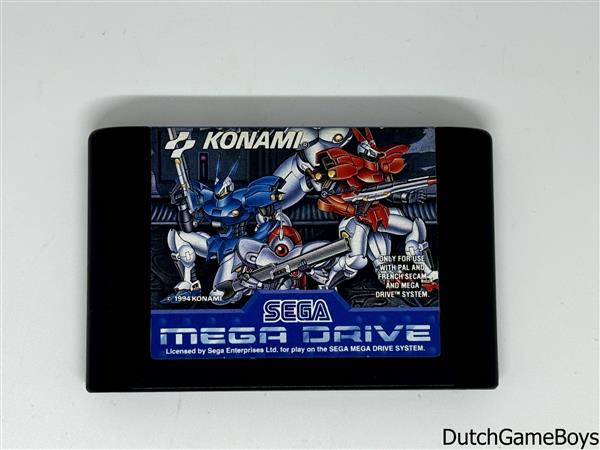 KONAMI®
ONLY FOR USE
WITH PAL AND
FRENCH SECAM
AND MEGA
DRIVE™ SYSTEM.
© 1994 KONAMI
SEGA
MEGA DRIVE
Licensed by Sega Enterprises Ltd. for play on the SEGA MEGA DRIVE SYSTEM.
DutchGameBoys